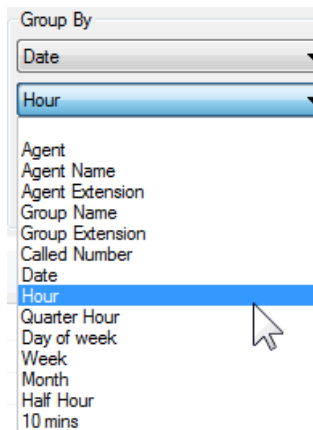 Group By
Date
Hour
Agent
Agent Name
Agent Extension
Group Name
Group Extension
Called Number
Date
Hour
Quarter Hour
Day of week
Week
Month
Half Hour
10 mins